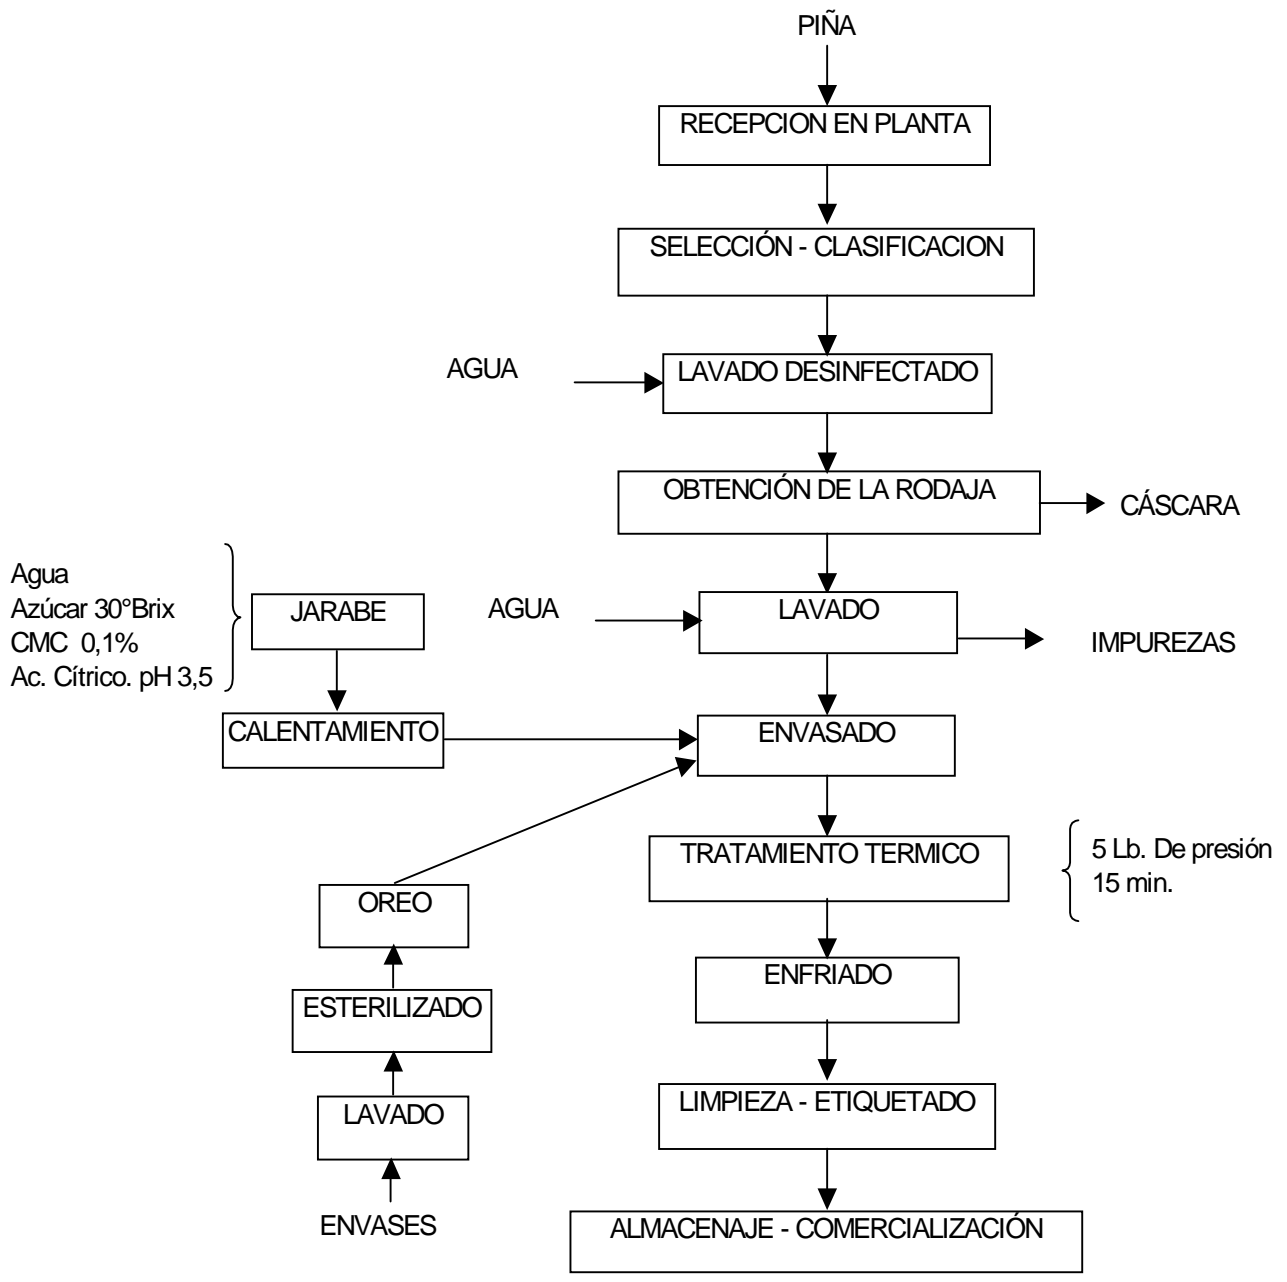 PIÑA
RECEPCION EN PLANTA
SELECCIÓN - CLASIFICACION
AGUA
LAVADO DESINFECTADO
OBTENCIÓN DE LA RODAJA
CÁSCARA
Agua
Azúcar 30°Brix
CMC 0,1%
Ac. Cítrico. pH 3,5
JARABE
AGUA
LAVADO
IMPUREZAS
CALENTAMIENTO
ENVASADO
TRATAMIENTO TERMICO
5 Lb. De presión
15 min.
OREO
ENFRIADO
ESTERILIZADO
LIMPIEZA - ETIQUETADO
LAVADO
ENVASES
ALMACENAJE - COMERCIALIZACIÓN